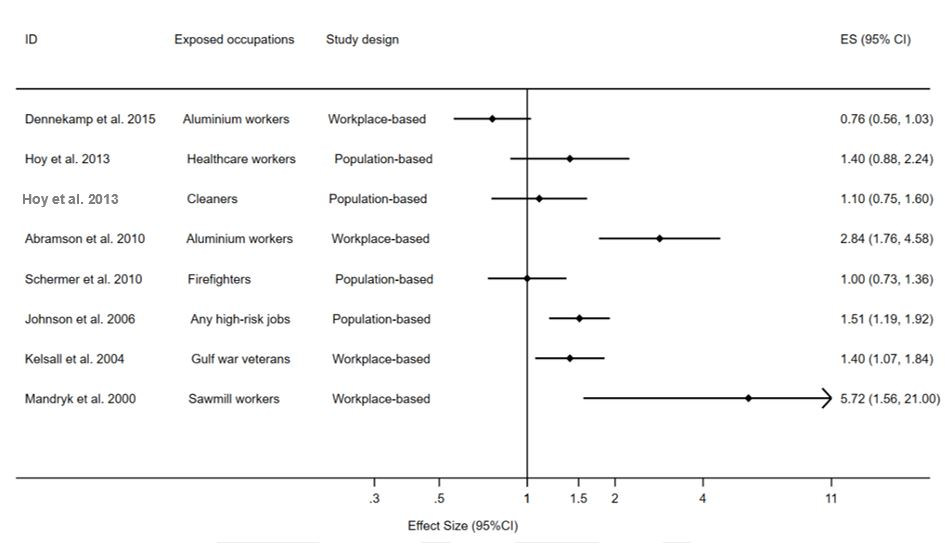 ID Exposed occupations Study design ES (95% CI)
Dennekamp et al. 2015 Aluminium workers Workplace-based 0.76 (0.56, 1.03)
Hoy et al. 2013 Healthcare workers Population-based 1.40 (0.88, 2.24)
Hoy et al. 2013 Cleaners Population-based 1.10 (0.75, 1.60)
Abramson et al. 2010 Aluminium workers Workplace-based 2.84 (1.76, 4.58)
Schermer et al. 2010 Firefighters Population-based 1.00 (0.73, 1.36)
Johnson et al. 2006 Any high-risk jobs Population-based 1.51 (1.19, 1.92)
Kelsall et al. 2004 Gulf war veterans Workplace-based 1.40 (1.07, 1.84)
Mandryk et al. 2000 Sawmill workers Workplace-based 5.72 (1.56, 21.00)
.3 .5 1 1.5 2 4 11
Effect Size (95%CI)